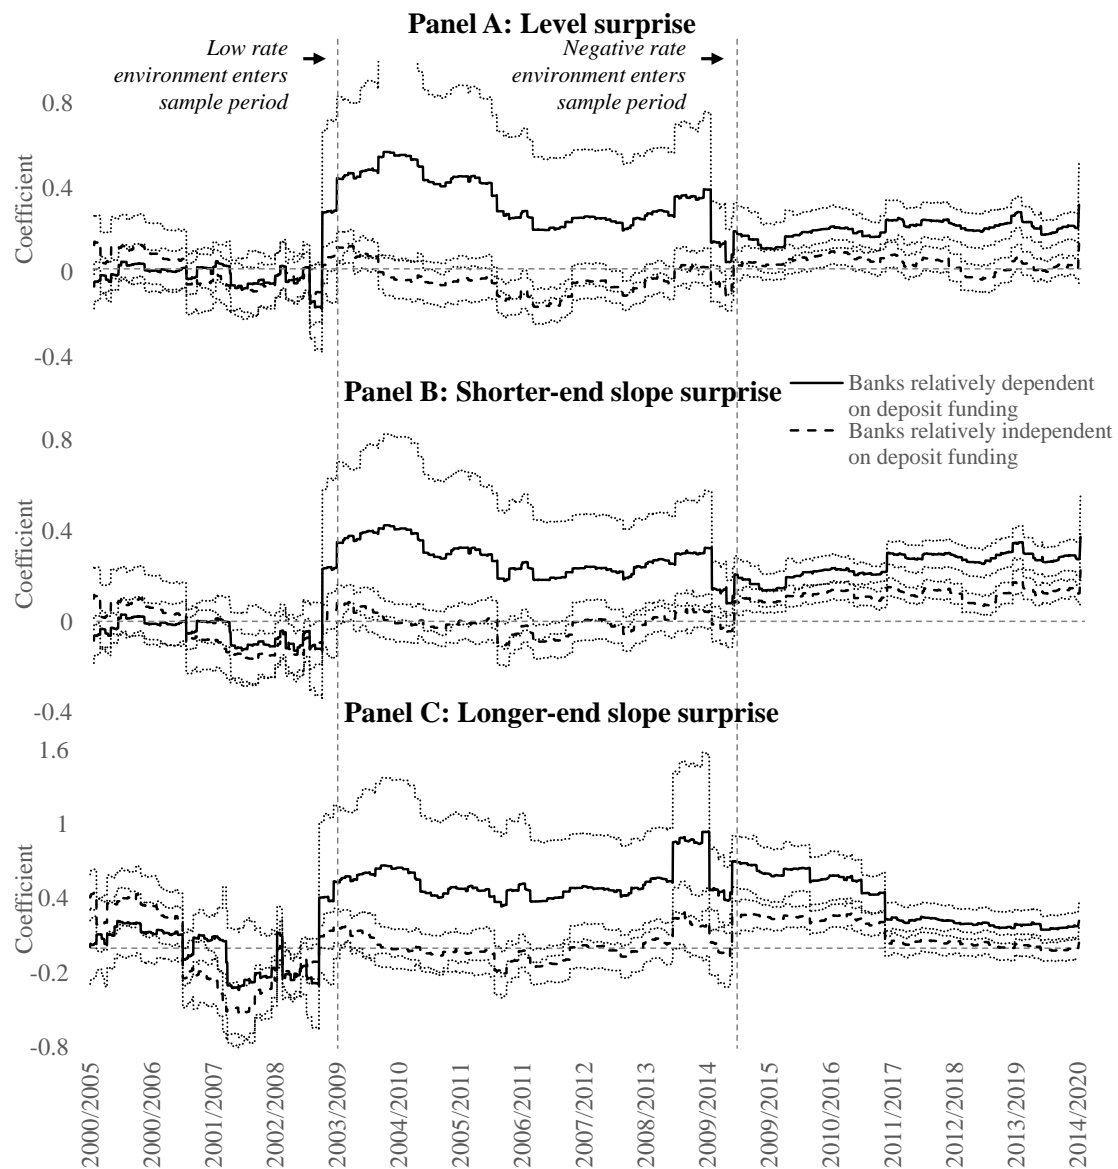 Panel A: Level surprise
Low rate
environment enters
sample period
Negative rate
environment enters
sample period
Coefficient
0.8
0.4
0
-0.4
Panel B: Shorter-end slope surprise
Banks relatively dependent
on deposit funding
Banks relatively independent
on deposit funding
Coefficient
0.8
0.4
0
-0.4
Panel C: Longer-end slope surprise
Coefficient
1.6
1
0.4
-0.2
-0.8
2000/2005
2000/2006
2001/2007
2002/2008
2003/2009
2004/2010
2005/2011
2006/2011
2007/2012
2008/2013
2009/2014
2009/2015
2010/2016
2011/2017
2012/2018
2013/2019
2014/2020